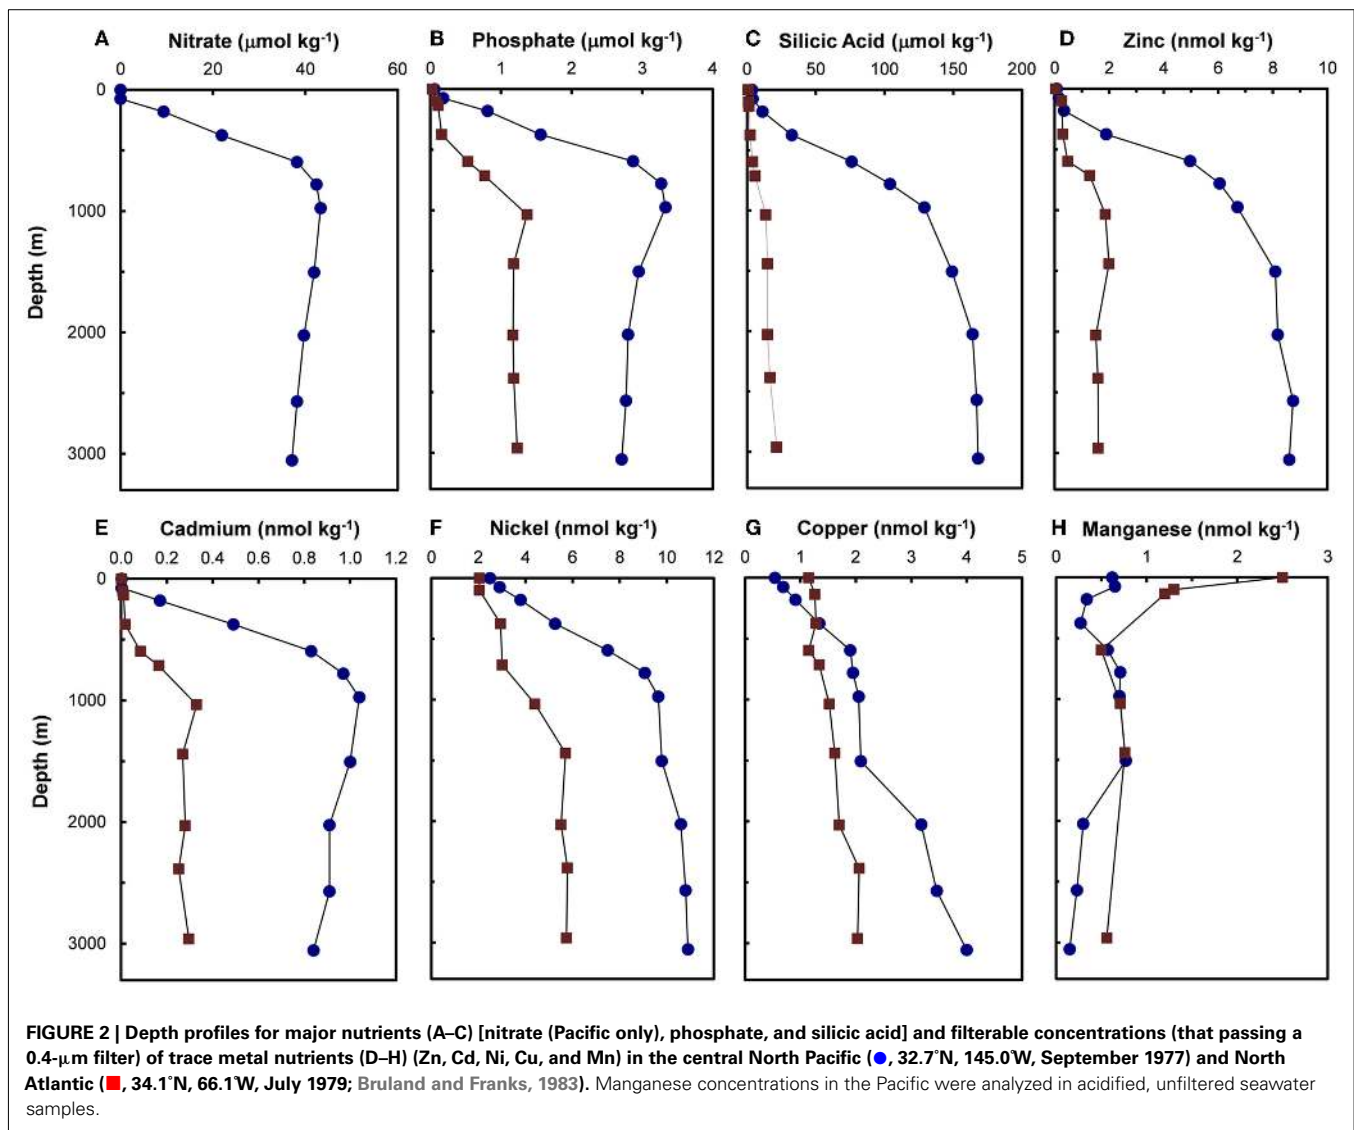 A Nitrate (μmol kg-1)
0 20 40 60
B Phosphate (μmol kg-1)
0 1 2 3 4
C Silicic Acid (μmol kg-1)
0 50 100 150 200
D Zinc (nmol kg-1)
0 2 4 6 8 10
0
1000
2000
3000
Depth (m)
E Cadmium (nmol kg-1)
0.0 0.2 0.4 0.6 0.8 1.0 1.2
F Nickel (nmol kg-1)
0 2 4 6 8 10 12
G Copper (nmol kg-1)
0 1 2 3 4 5
H Manganese (nmol kg-1)
0 1 2 3
0
1000
2000
3000
Depth (m)
FIGURE 2 | Depth profiles for major nutrients (A–C) [nitrate (Pacific only), phosphate, and silicic acid] and filterable concentrations (that passing a
0.4-μm filter) of trace metal nutrients (D–H) (Zn, Cd, Ni, Cu, and Mn) in the central North Pacific (●, 32.7°N, 145.0°W, September 1977) and North
Atlantic (■, 34.1°N, 66.1°W, July 1979; Bruland and Franks, 1983). Manganese concentrations in the Pacific were analyzed in acidified, unfiltered seawater
samples.